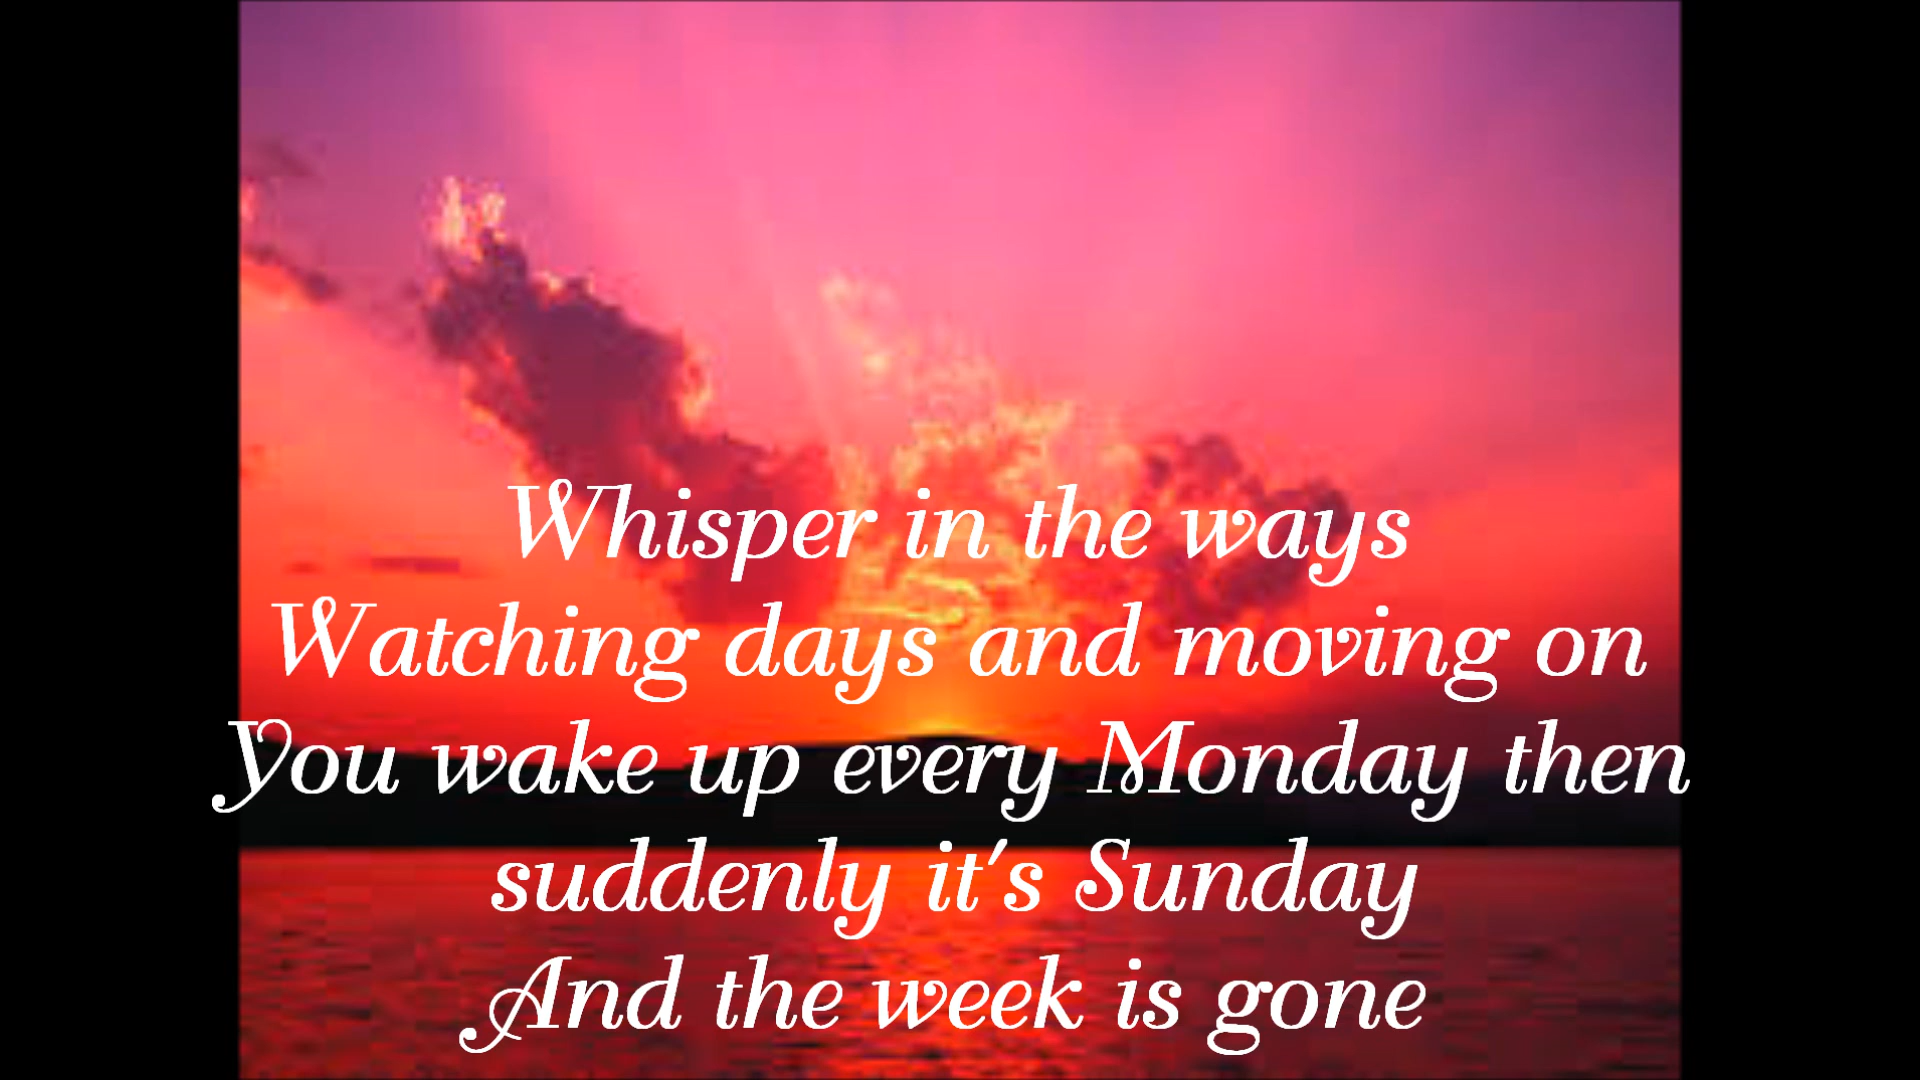 Whisper in the ways
Watching days and moving on
You wake up every Monday then
suddenly it's Sunday
And the week is gone